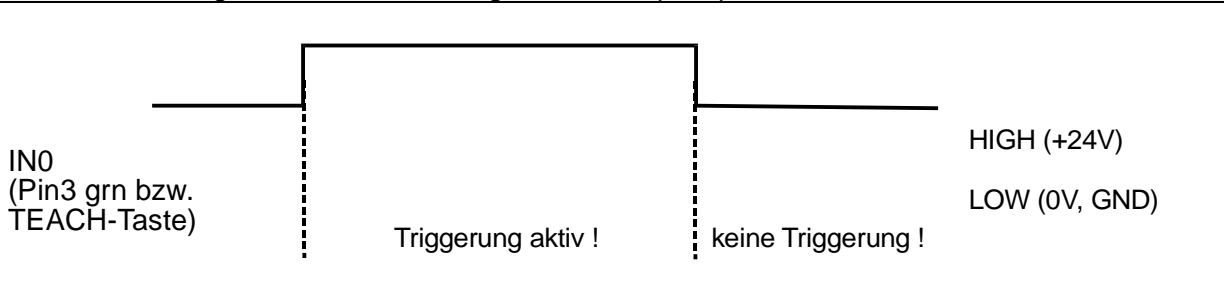 IN0
(Pin3 grn bzw.
TEACH-Taste)
Triggerung aktiv !
keine Triggerung !
HIGH (+24V)
LOW (0V, GND)